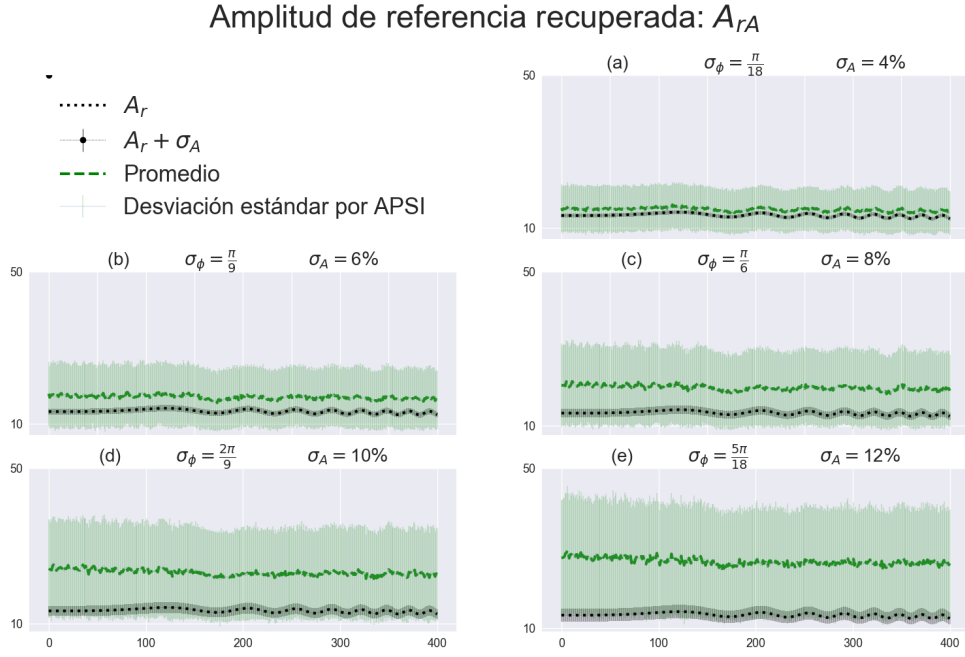 Amplitud de referencia recuperada: A_{rA}
A_r
A_r + σ_A
Promedio
Desviación estándar por APSI
(a) σ_ϕ = π/18 σ_A = 4%
50
10
(b) σ_ϕ = π/9 σ_A = 6%
50
10
(c) σ_ϕ = π/6 σ_A = 8%
50
10
(d) σ_ϕ = 2π/9 σ_A = 10%
50
10
0 100 200 300 400
(e) σ_ϕ = 5π/18 σ_A = 12%
50
10
0 100 200 300 400